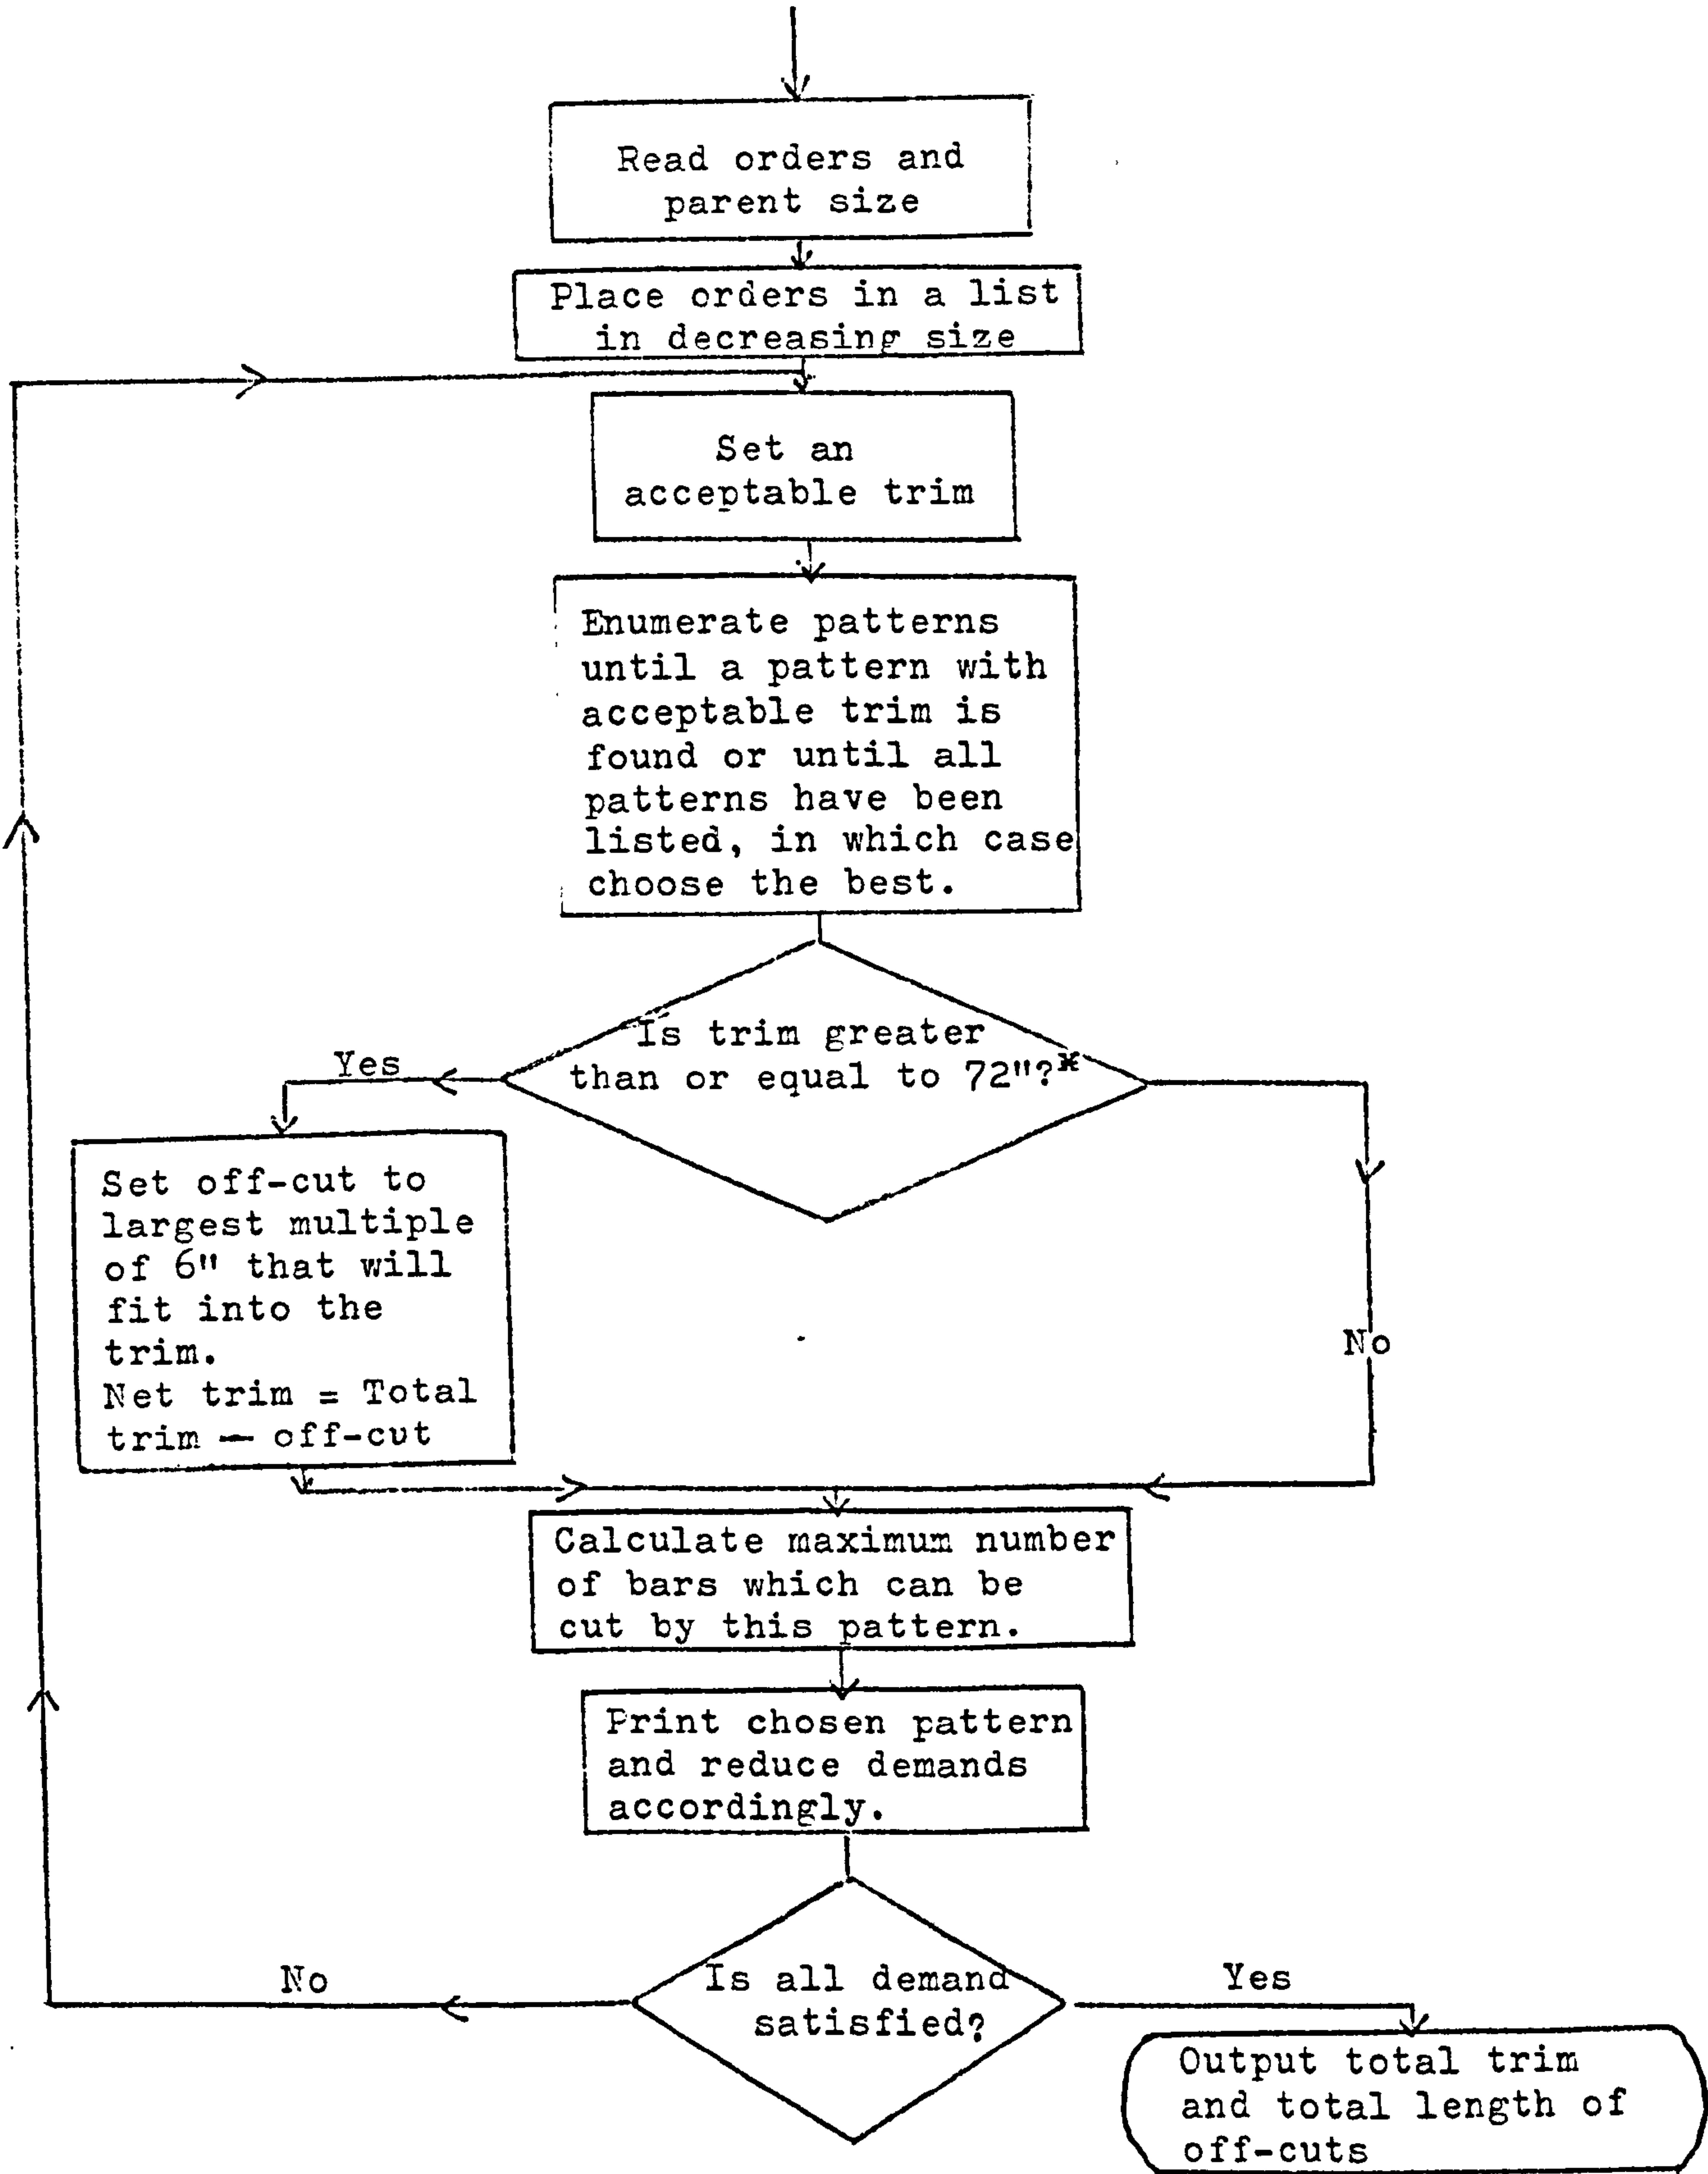 Read orders and
parent size
Place orders in a list
in decreasing size
Set an
acceptable trim
Enumerate patterns
until a pattern with
acceptable trim is
found or until all
patterns have been
listed, in which case
choose the best.
Is trim greater
than or equal to 72"?*
Yes
Set off-cut to
largest multiple
of 6" that will
fit into the
trim.
Net trim = Total
trim — off-cut
No
Calculate maximum number
of bars which can be
cut by this pattern.
Print chosen pattern
and reduce demands
accordingly.
Is all demand
satisfied?
No
Yes
Output total trim
and total length of
off-cuts